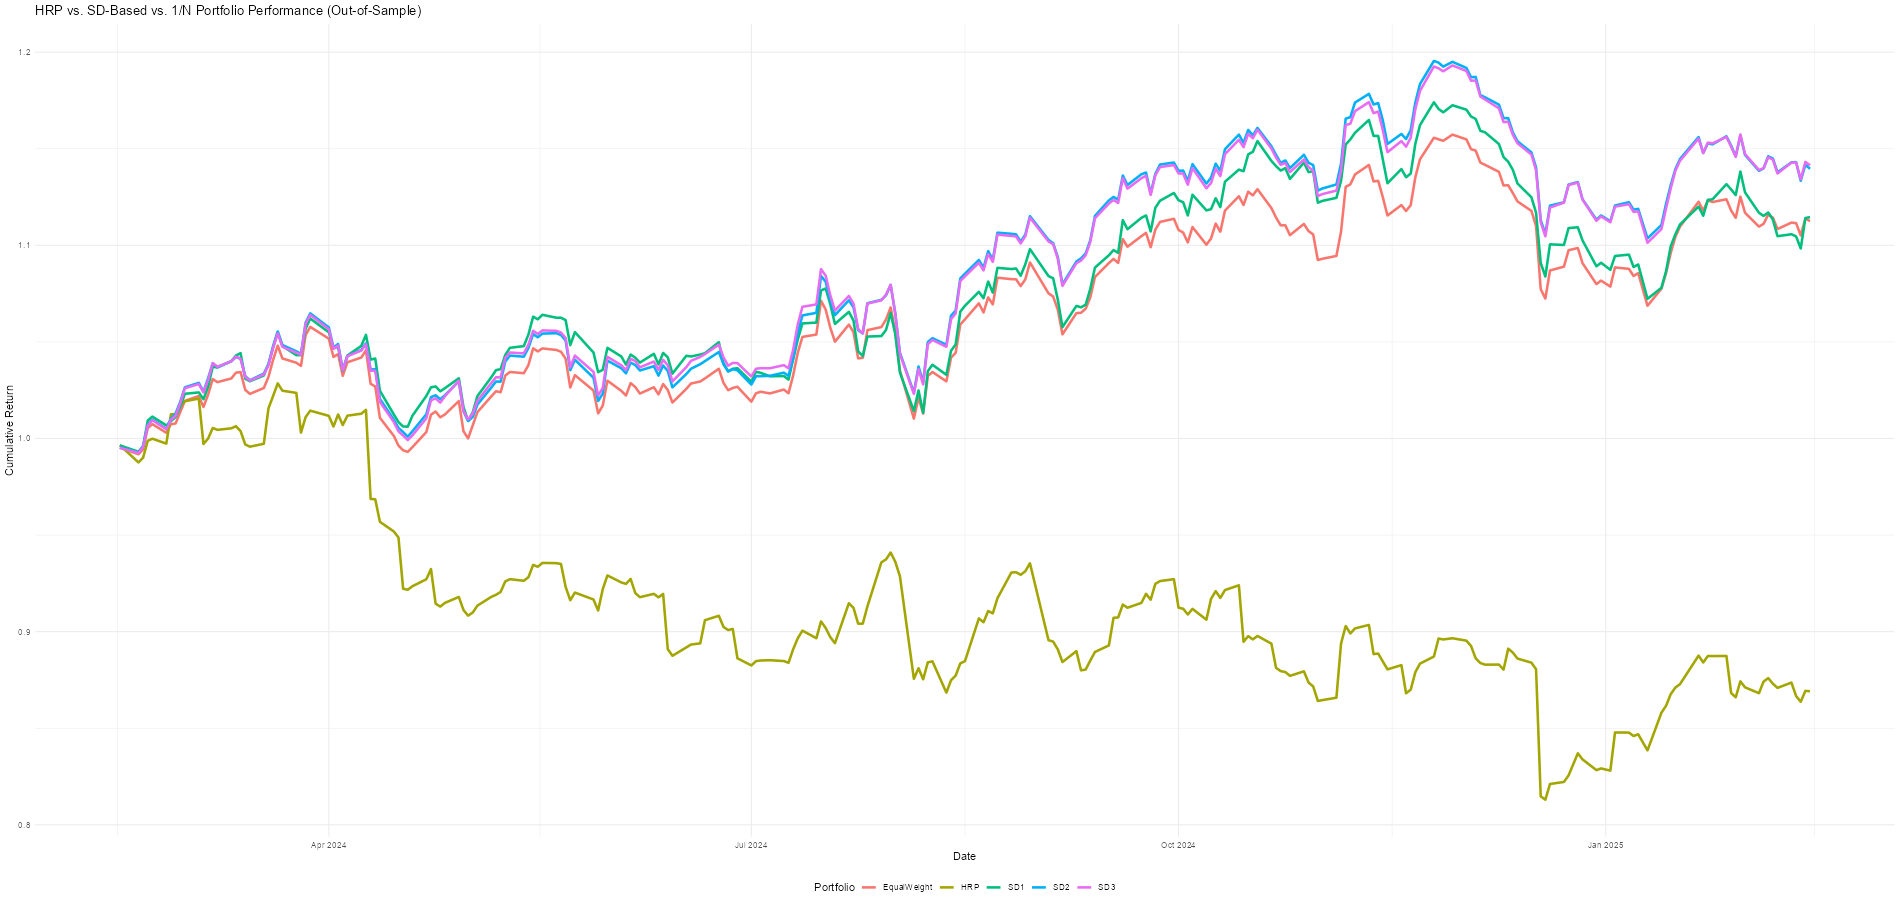 HRP vs. SD-Based vs. 1/N Portfolio Performance (Out-of-Sample)
Cumulative Return
1.2
1.1
1.0
0.9
0.8
Apr 2024
Jul 2024
Oct 2024
Jan 2025
Date
Portfolio EqualWeight HRP SD1 SD2 SD3